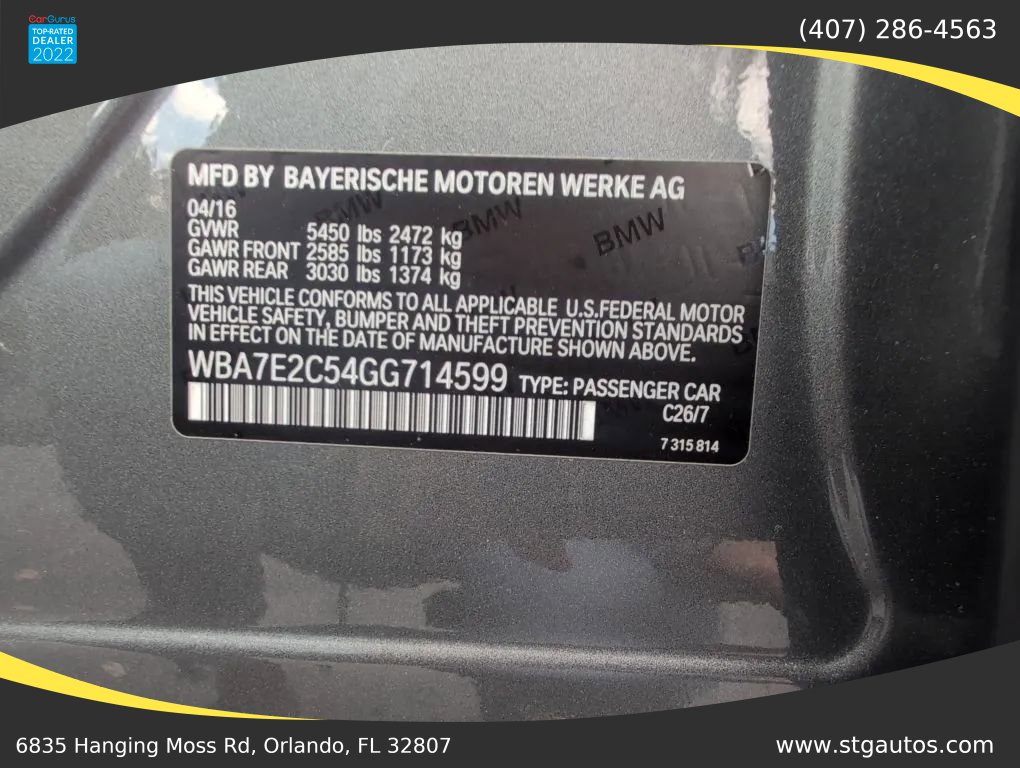 CarGurus
TOP-RATED
DEALER
2022
(407) 286-4563
MFD BY BAYERISCHE MOTOREN WERKE AG
04/16
GVWR 5450 lbs 2472 kg
GAWR FRONT 2585 lbs 1173 kg
GAWR REAR 3030 lbs 1374 kg
THIS VEHICLE CONFORMS TO ALL APPLICABLE U.S.FEDERAL MOTOR
VEHICLE SAFETY, BUMPER AND THEFT PREVENTION STANDARDS
IN EFFECT ON THE DATE OF MANUFACTURE SHOWN ABOVE.
WBA7E2C54GG714599 TYPE: PASSENGER CAR
C26/7
7 315 814
BMW BMW BMW
6835 Hanging Moss Rd, Orlando, FL 32807
www.stgautos.com